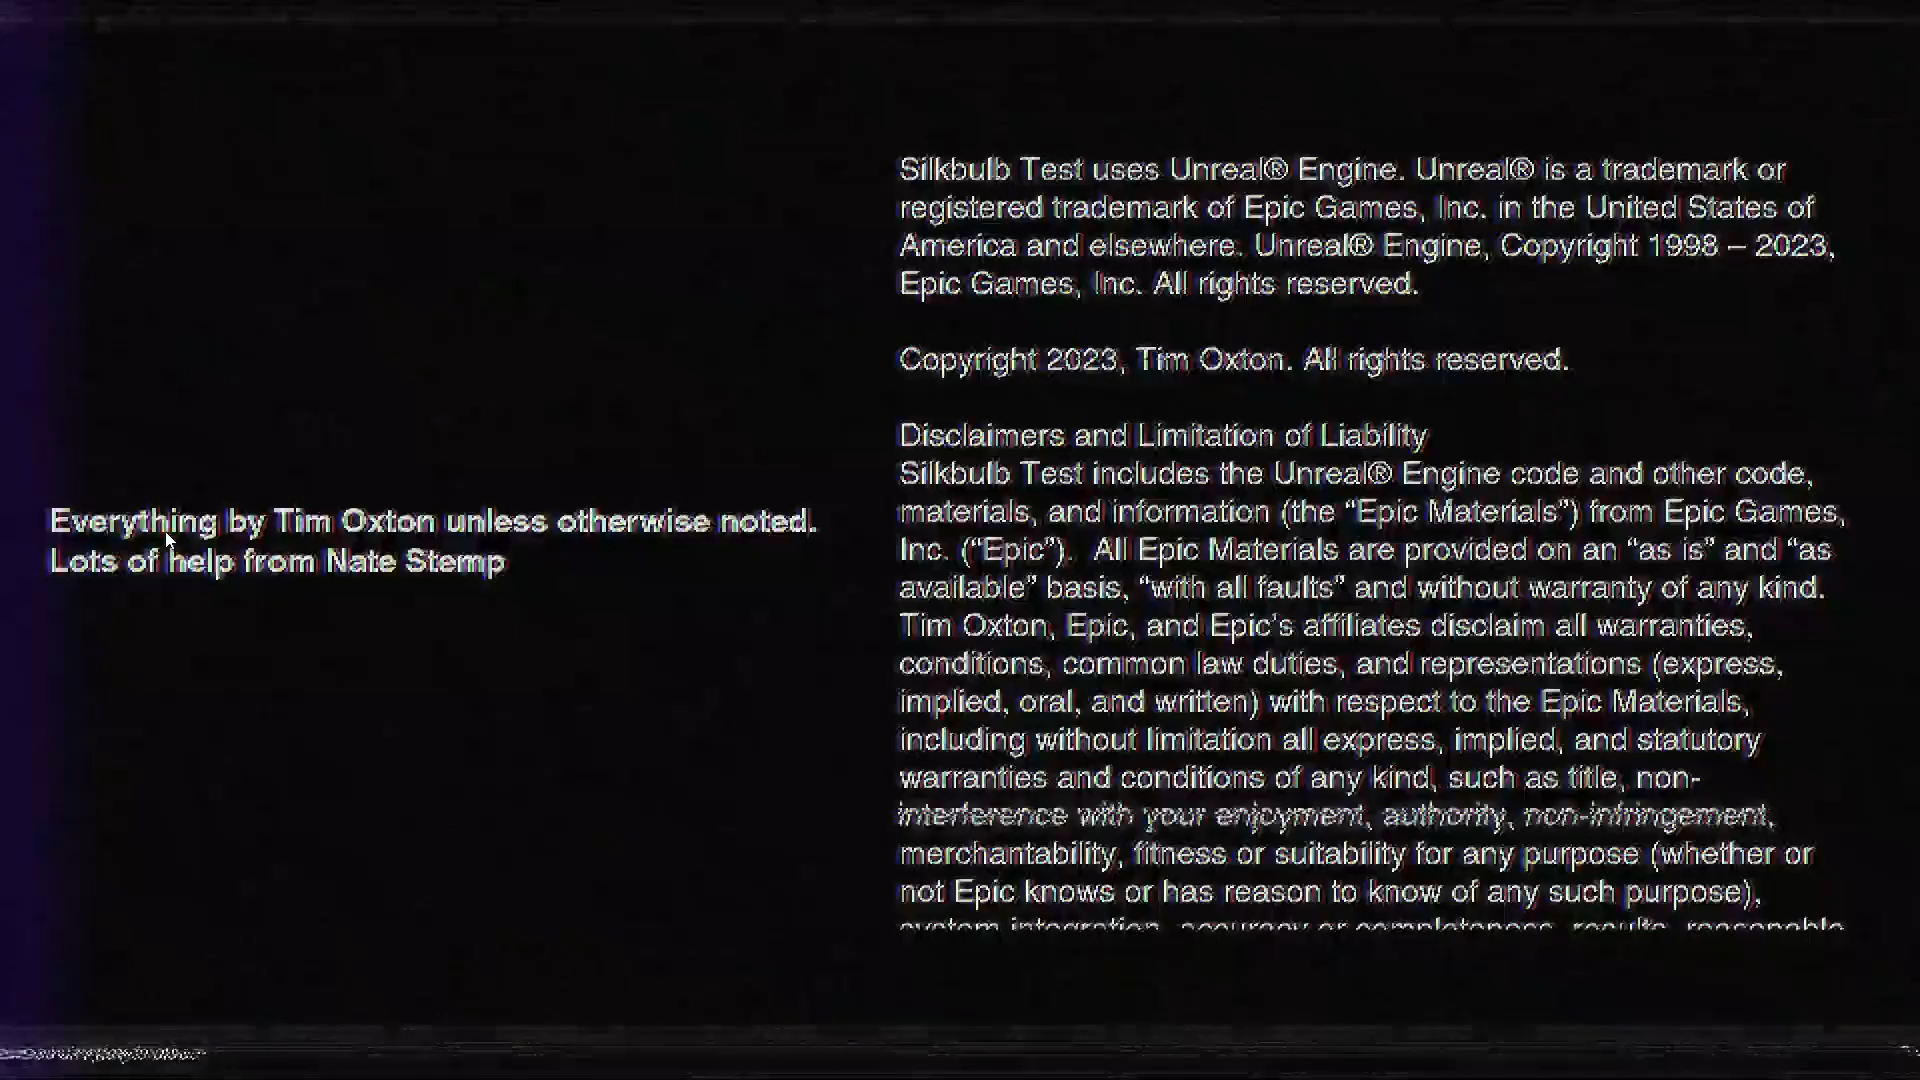 Everything by Tim Oxton unless otherwise noted.
Lots of help from Nate Stemp
Silkbulb Test uses Unreal® Engine. Unreal® is a trademark or
registered trademark of Epic Games, Inc. in the United States of
America and elsewhere. Unreal® Engine, Copyright 1998 – 2023,
Epic Games, Inc. All rights reserved.
Copyright 2023, Tim Oxton. All rights reserved.
Disclaimers and Limitation of Liability
Silkbulb Test includes the Unreal® Engine code and other code,
materials, and information (the “Epic Materials”) from Epic Games,
Inc. (“Epic”).  All Epic Materials are provided on an “as is” and “as
available” basis, “with all faults” and without warranty of any kind.
Tim Oxton, Epic, and Epic’s affiliates disclaim all warranties,
conditions, common law duties, and representations (express,
implied, oral, and written) with respect to the Epic Materials,
including without limitation all express, implied, and statutory
warranties and conditions of any kind, such as title, non-
interference with your enjoyment, authority, non-infringement,
merchantability, fitness or suitability for any purpose (whether or
not Epic knows or has reason to know of any such purpose),
system integration, accuracy or completeness, results, reasonable